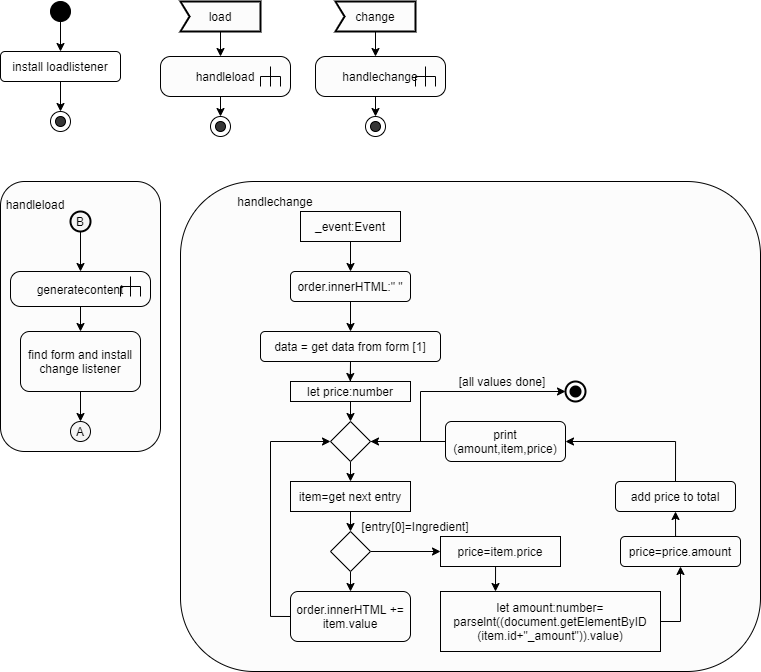 load
change
install loadlistener
handleload
handlechange
handleload
B
generatecontent
find form and install
change listener
A
handlechange
_event:Event
order.innerHTML:" "
data = get data from form [1]
let price:number
[all values done]
print
(amount,item,price)
item=get next entry
add price to total
[entry[0]=Ingredient]
price=item.price
price=price.amount
order.innerHTML +=
item.value
let amount:number=
parseInt((document.getElementByID
(item.id+"_amount")).value)